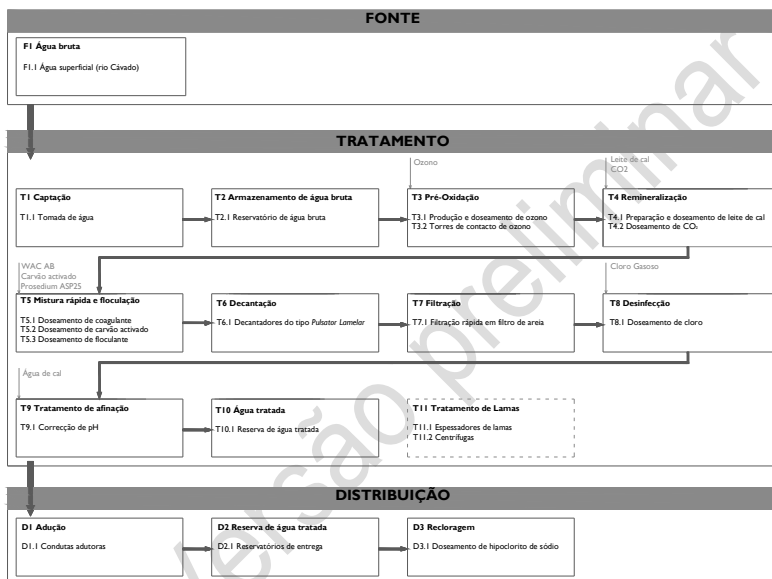 FONTE
F1 Água bruta
F1.1 Água superficial (rio Cávado)
TRATAMENTO
Ozono
Leite de cal
CO2
T1 Captação
T1.1 Tomada de água
T2 Armazenamento de água bruta
T2.1 Reservatório de água bruta
T3 Pré-Oxidação
T3.1 Produção e doseamento de ozono
T3.2 Torres de contacto de ozono
T4 Remineralização
T4.1 Preparação e doseamento de leite de cal
T4.2 Doseamento de CO₂
WAC AB
Carvão activado
Prosedium ASP25
Cloro Gasoso
T5 Mistura rápida e floculação
T5.1 Doseamento de coagulante
T5.2 Doseamento de carvão activado
T5.3 Doseamento de floculante
T6 Decantação
T6.1 Decantadores do tipo Pulsator Lamelar
T7 Filtração
T7.1 Filtração rápida em filtro de areia
T8 Desinfecção
T8.1 Doseamento de cloro
Água de cal
T9 Tratamento de afinação
T9.1 Correcção de pH
T10 Água tratada
T10.1 Reserva de água tratada
T11 Tratamento de Lamas
T11.1 Espessadores de lamas
T11.2 Centrífugas
DISTRIBUIÇÃO
D1 Adução
D1.1 Condutas adutoras
D2 Reserva de água tratada
D2.1 Reservatórios de entrega
D3 Recloragem
D3.1 Doseamento de hipoclorito de sódio
Versão preliminar